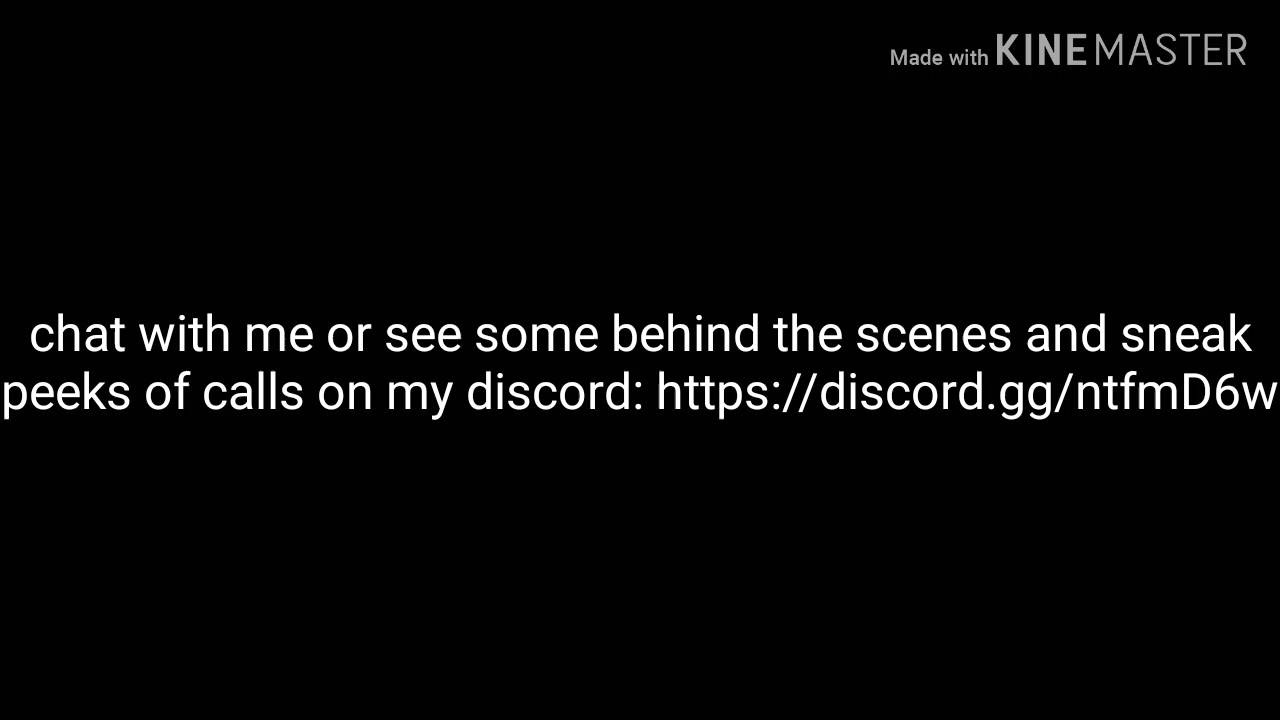 Made with KINEMASTER
chat with me or see some behind the scenes and sneak
peeks of calls on my discord: https://discord.gg/ntfmD6w